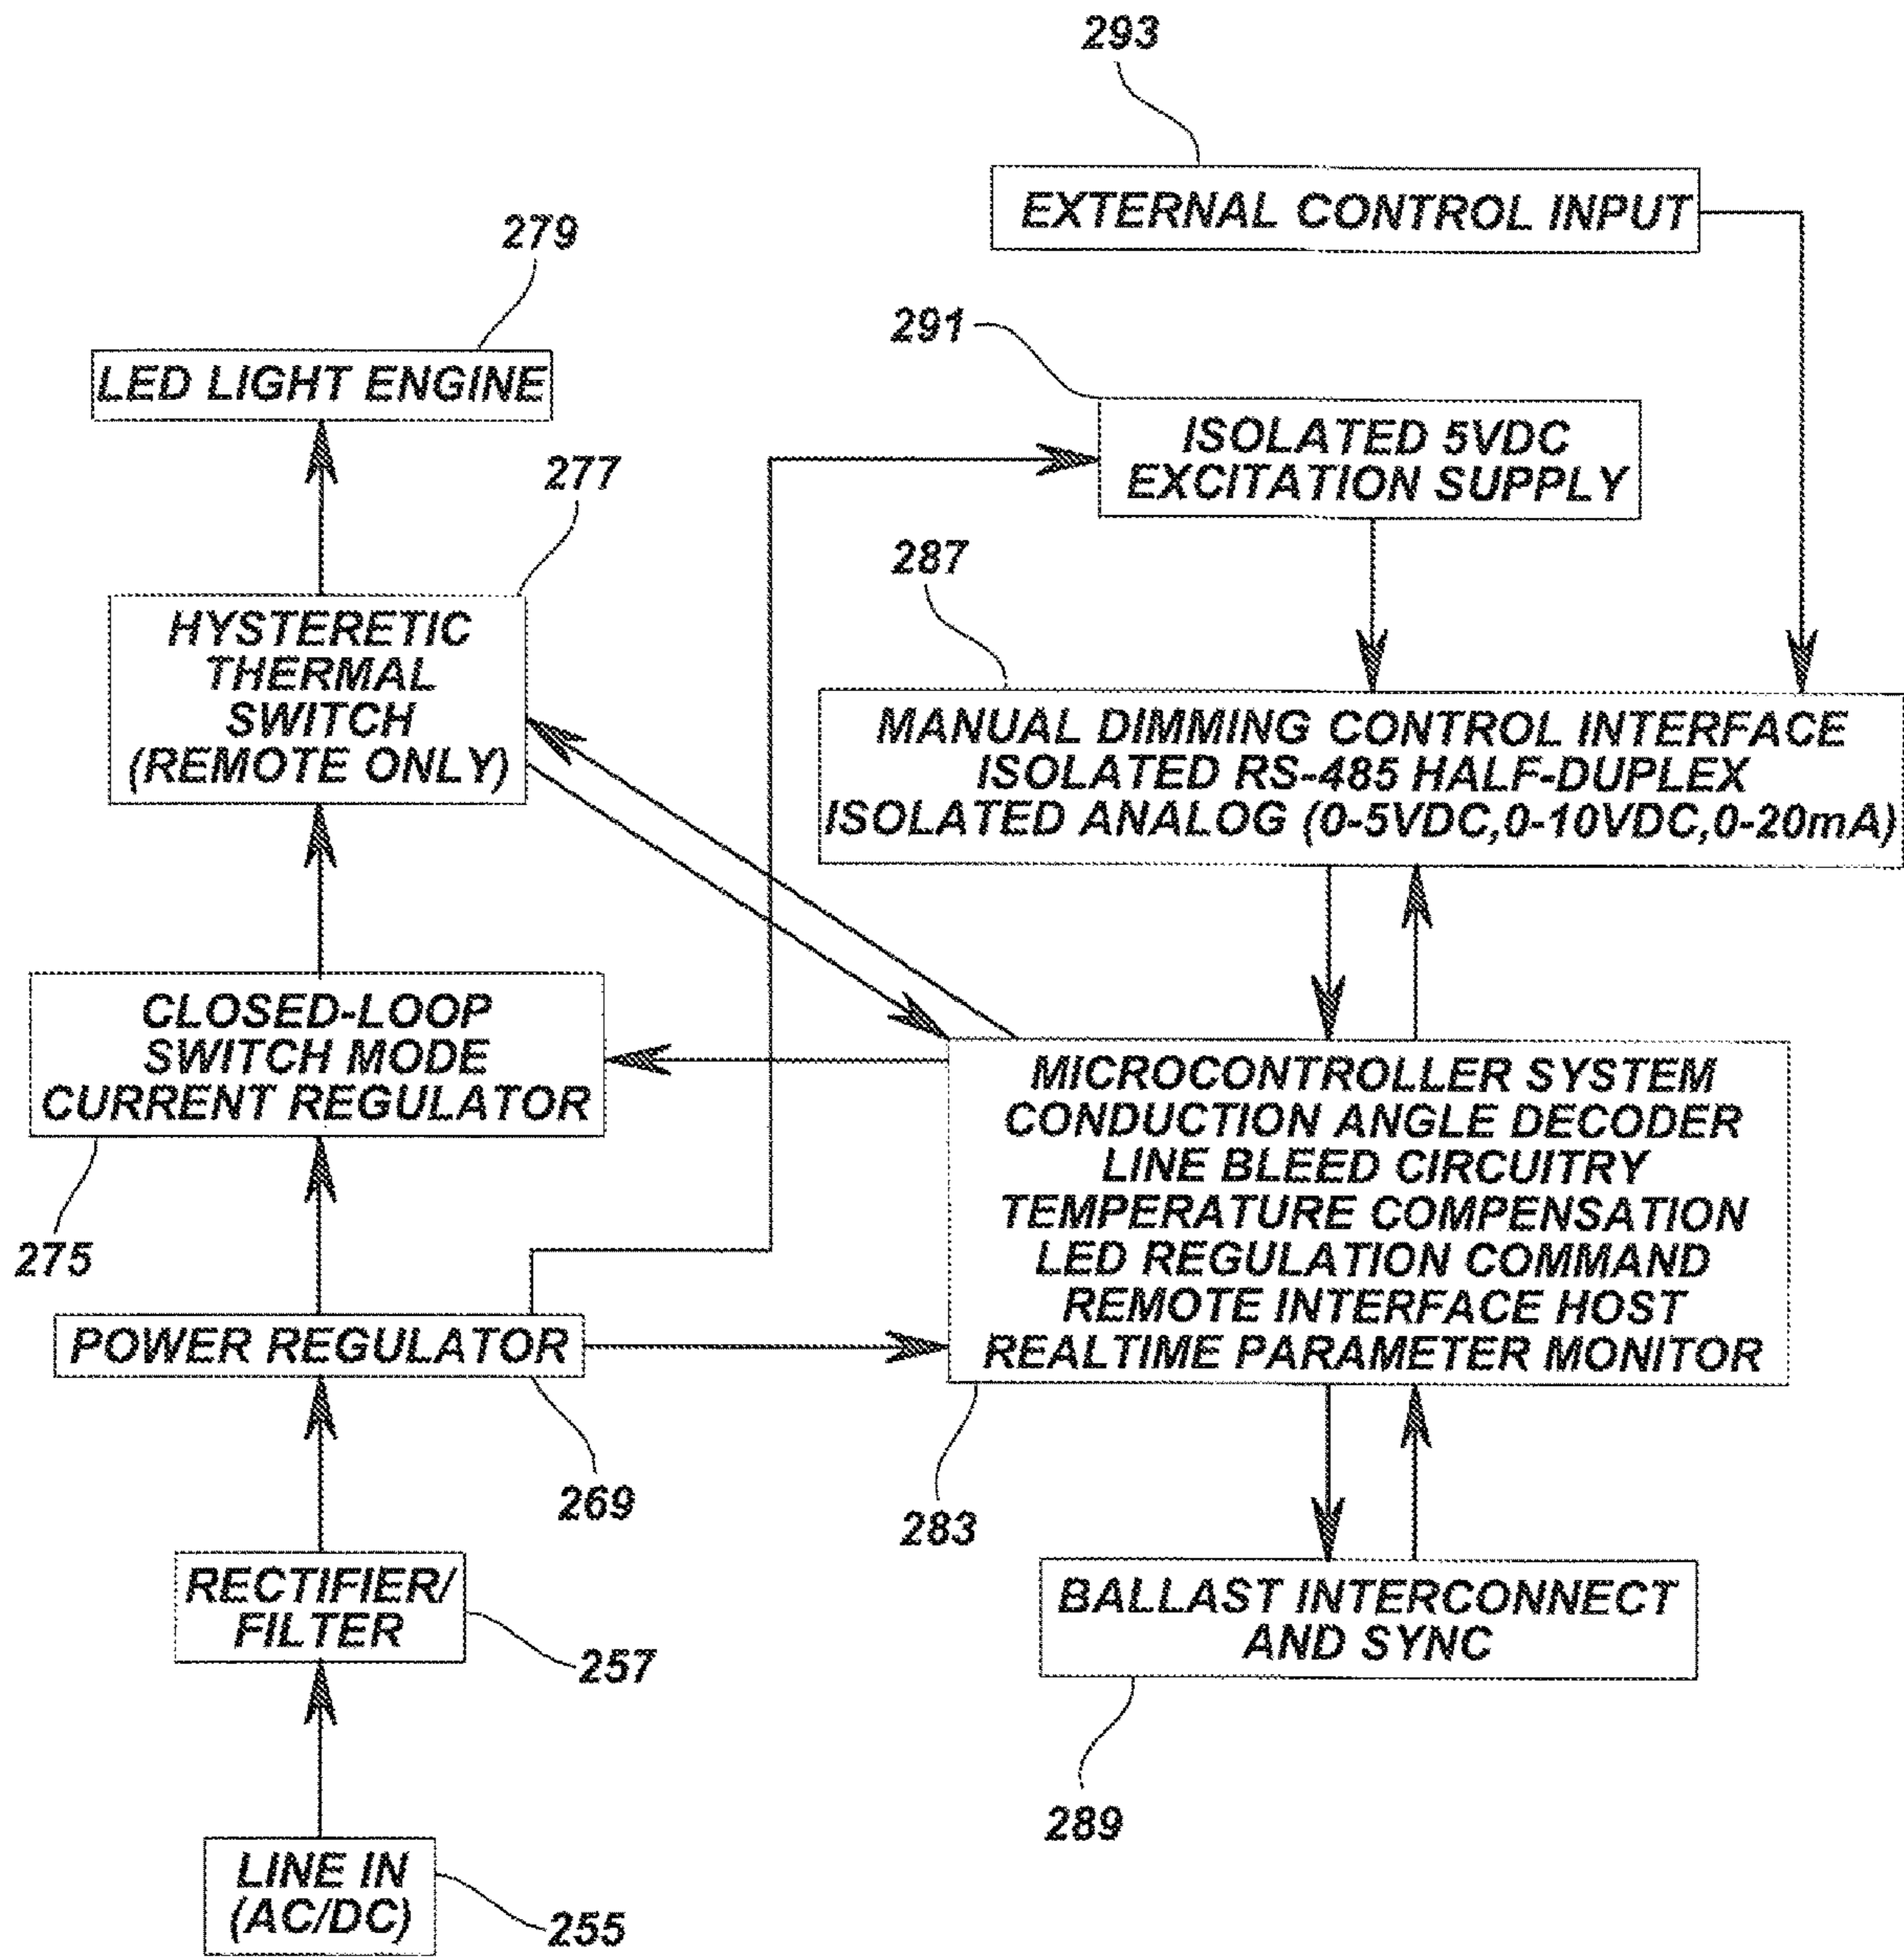 293
EXTERNAL CONTROL INPUT
279
LED LIGHT ENGINE
291
ISOLATED 5VDC
EXCITATION SUPPLY
277
HYSTERETIC
THERMAL
SWITCH
(REMOTE ONLY)
287
MANUAL DIMMING CONTROL INTERFACE
ISOLATED RS-485 HALF-DUPLEX
ISOLATED ANALOG (0-5VDC,0-10VDC,0-20mA)
CLOSED-LOOP
SWITCH MODE
CURRENT REGULATOR
275
MICROCONTROLLER SYSTEM
CONDUCTION ANGLE DECODER
LINE BLEED CIRCUITRY
TEMPERATURE COMPENSATION
LED REGULATION COMMAND
REMOTE INTERFACE HOST
REALTIME PARAMETER MONITOR
283
POWER REGULATOR
269
RECTIFIER/
FILTER
257
BALLAST INTERCONNECT
AND SYNC
289
LINE IN
(AC/DC)
255